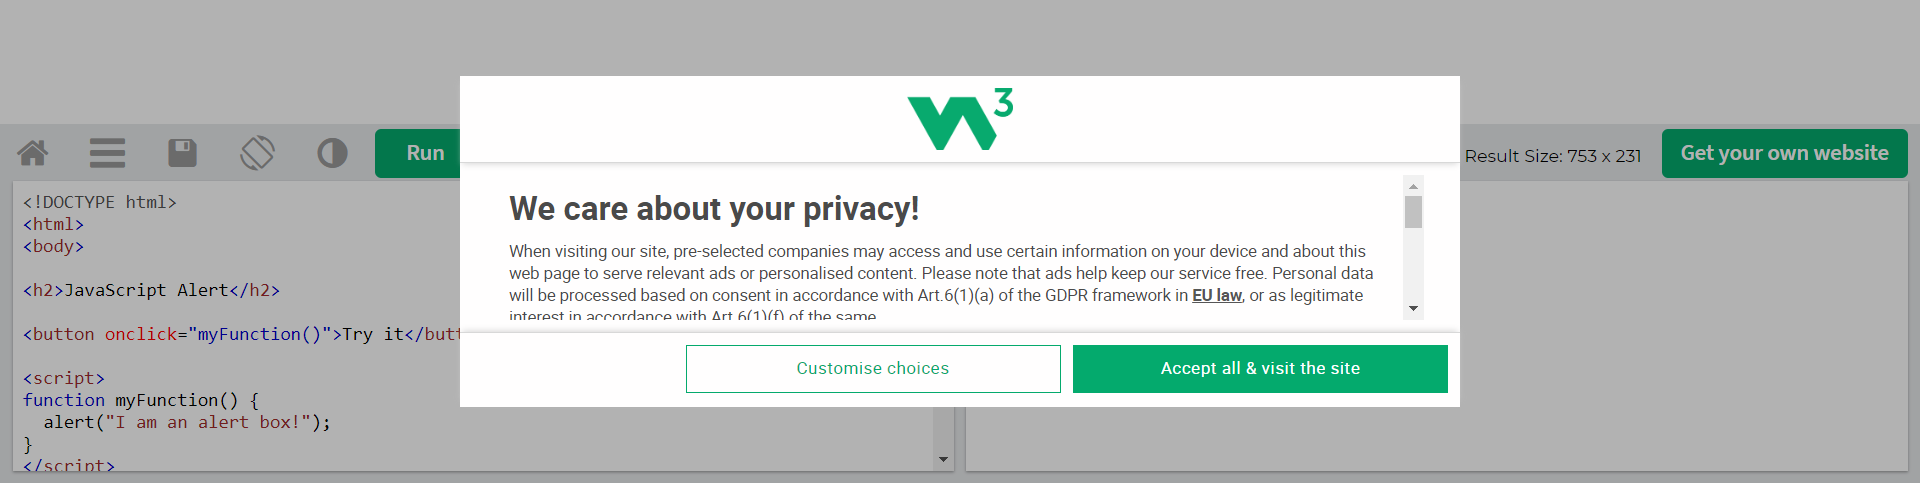 3
Run
Result Size: 753 x 231
Get your own website
<!DOCTYPE html>
<html>
<body>
<h2>JavaScript Alert</h2>
<button onclick="myFunction()">Try it</butt
<script>
function myFunction() {
alert("I am an alert box!");
}
</script>
We care about your privacy!
When visiting our site, pre-selected companies may access and use certain information on your device and about this
web page to serve relevant ads or personalised content. Please note that ads help keep our service free. Personal data
will be processed based on consent in accordance with Art.6(1)(a) of the GDPR framework in EU law, or as legitimate
interest in accordance with Art.6(1)(f) of the same
Customise choices
Accept all & visit the site